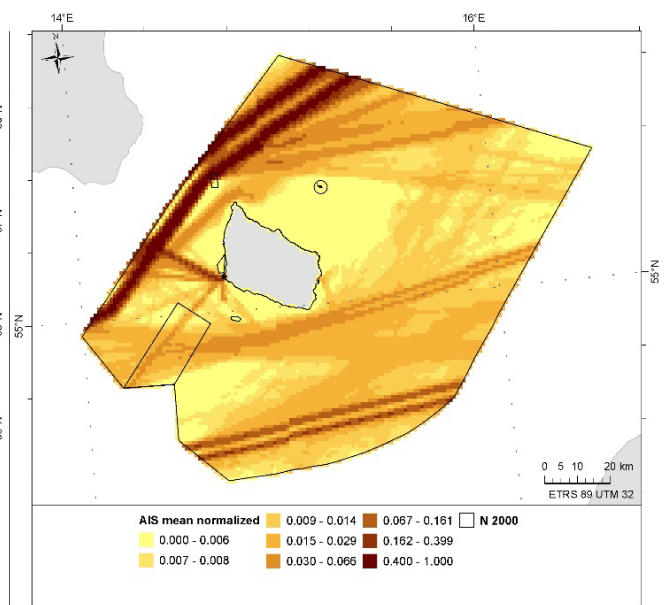 14°E
16°E
N
55°N
55°N
0 5 10 20 km
ETRS 89 UTM 32
AIS mean normalized
0.000 - 0.006
0.007 - 0.008
0.009 - 0.014
0.015 - 0.029
0.030 - 0.066
0.067 - 0.161
0.162 - 0.399
0.400 - 1.000
N 2000